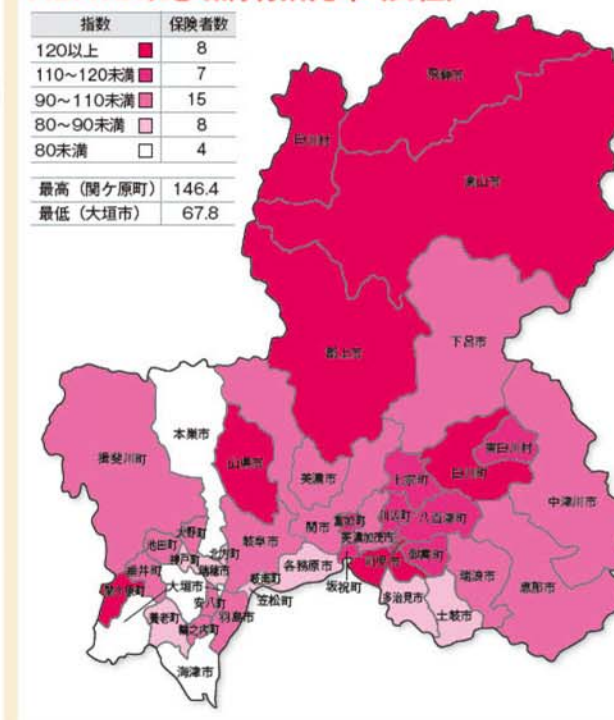 指数 保険者数
120以上 8
110〜120未満 7
90〜110未満 15
80〜90未満 8
80未満 4
最高（関ケ原町） 146.4
最低（大垣市） 67.8
飛騨市
白川村
高山市
郡上市
下呂市
本巣市
揖斐川町
山県市
美濃市
七宗町
白川町
東白川村
中津川市
関市
富加町
川辺町
八百津町
美濃加茂市
岐阜市
大野町
池田町
神戸町
北方町
瑞穂市
垂井町
関ケ原町
大垣市
安八町
岐南町
各務原市
笠松町
坂祝町
可児市
御嵩町
瑞浪市
恵那市
多治見市
土岐市
養老町
輪之内町
羽島市
海津市